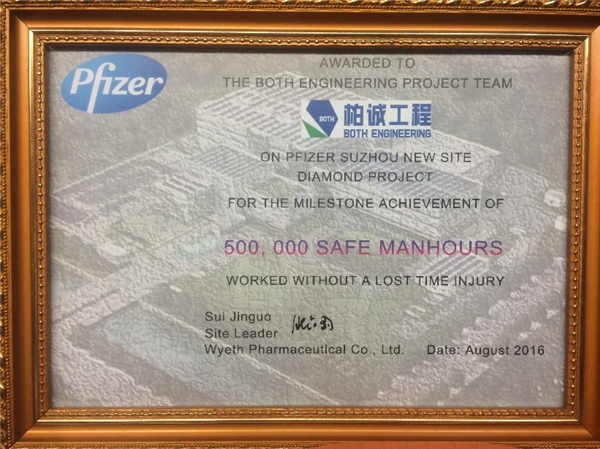 Pfizer
AWARDED TO
THE BOTH ENGINEERING PROJECT TEAM
BOTH
柏诚工程
BOTH ENGINEERING
ON PFIZER SUZHOU NEW SITE
DIAMOND PROJECT
FOR THE MILESTONE ACHIEVEMENT OF
500, 000 SAFE MANHOURS
WORKED WITHOUT A LOST TIME INJURY
Sui Jinguo
Site Leader
Wyeth Pharmaceutical Co., Ltd. Date: August 2016